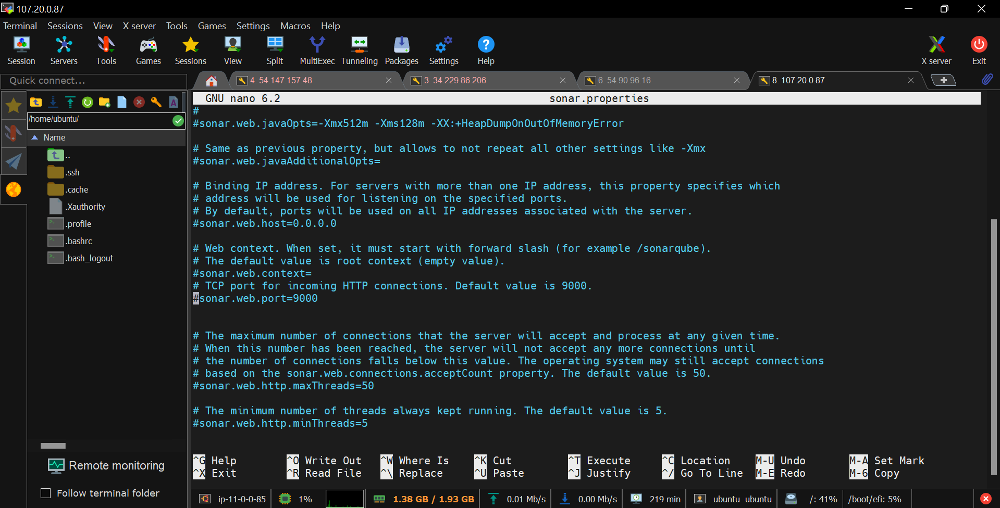 107.20.0.87
Terminal Sessions View X server Tools Games Settings Macros Help
Session Servers Tools Games Sessions View Split MultiExec Tunneling Packages Settings Help X server Exit
Quick connect... 4. 54.147.157.48 3. 34.229.86.206 6. 54.90.96.16 8. 107.20.0.87
GNU nano 6.2 sonar.properties
/home/ubuntu/
Name
..
.ssh
.cache
.Xauthority
.profile
.bashrc
.bash_logout
#
#sonar.web.javaOpts=-Xmx512m -Xms128m -XX:+HeapDumpOnOutOfMemoryError
# Same as previous property, but allows to not repeat all other settings like -Xmx
#sonar.web.javaAdditionalOpts=
# Binding IP address. For servers with more than one IP address, this property specifies which
# address will be used for listening on the specified ports.
# By default, ports will be used on all IP addresses associated with the server.
#sonar.web.host=0.0.0.0
# Web context. When set, it must start with forward slash (for example /sonarqube).
# The default value is root context (empty value).
#sonar.web.context=
# TCP port for incoming HTTP connections. Default value is 9000.
#sonar.web.port=9000
# The maximum number of connections that the server will accept and process at any given time.
# When this number has been reached, the server will not accept any more connections until
# the number of connections falls below this value. The operating system may still accept connections
# based on the sonar.web.connections.acceptCount property. The default value is 50.
#sonar.web.http.maxThreads=50
# The minimum number of threads always kept running. The default value is 5.
#sonar.web.http.minThreads=5
^G Help ^O Write Out ^W Where Is ^K Cut ^T Execute ^C Location M-U Undo M-A Set Mark
^X Exit ^R Read File ^\ Replace ^U Paste ^J Justify ^/ Go To Line M-E Redo M-6 Copy
Remote monitoring
Follow terminal folder
ip-11-0-0-85 1% 1.38 GB / 1.93 GB 0.01 Mb/s 0.00 Mb/s 219 min ubuntu ubuntu /: 41% /boot/efi: 5%